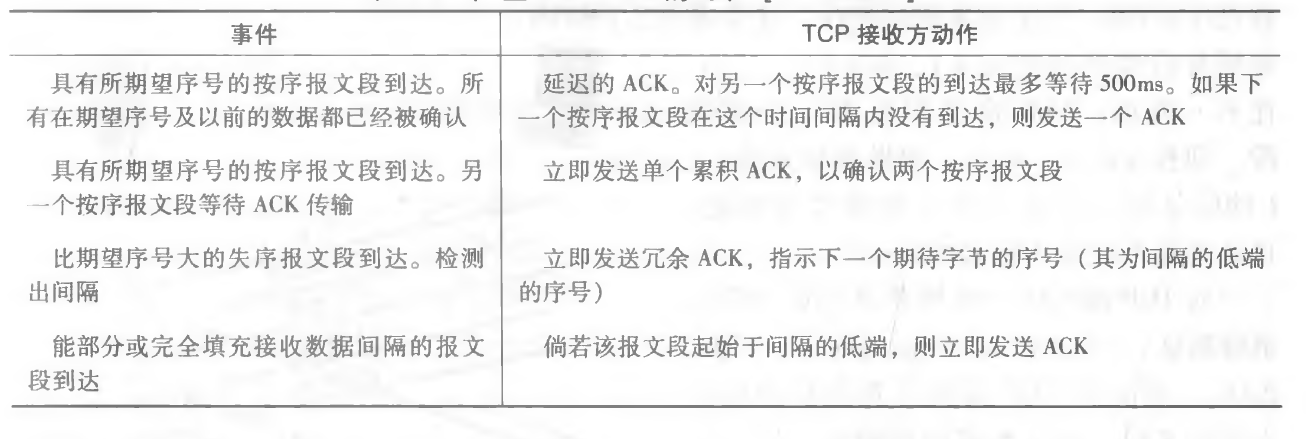 事件
TCP 接收方动作
具有所期望序号的按序报文段到达。所
有在期望序号及以前的数据都已经被确认
延迟的 ACK。对另一个按序报文段的到达最多等待 500ms。如果下
一个按序报文段在这个时间间隔内没有到达，则发送一个 ACK
具有所期望序号的按序报文段到达。另
一个按序报文段等待 ACK 传输
立即发送单个累积 ACK，以确认两个按序报文段
比期望序号大的失序报文段到达。检测
出间隔
立即发送冗余 ACK，指示下一个期待字节的序号（其为间隔的低端
的序号）
能部分或完全填充接收数据间隔的报文
段到达
倘若该报文段起始于间隔的低端，则立即发送 ACK